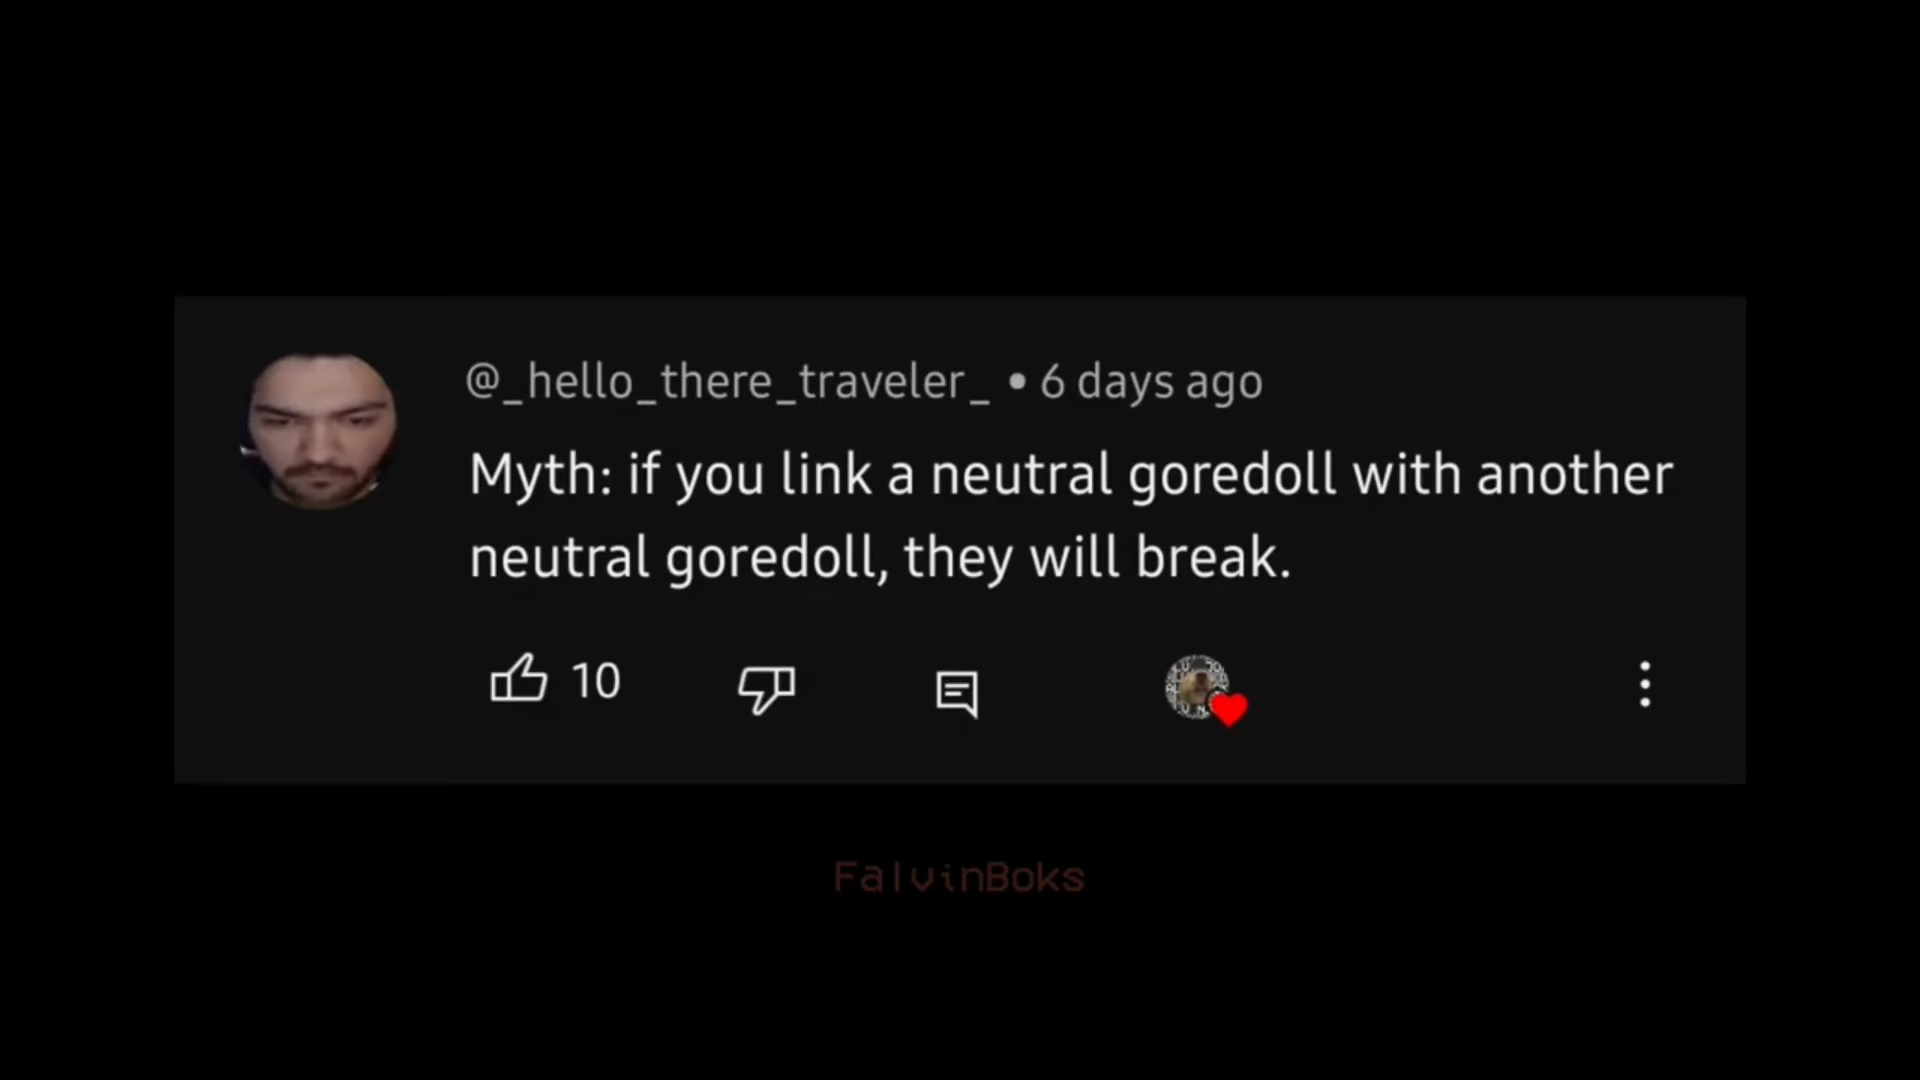 @_hello_there_traveler_ • 6 days ago
Myth: if you link a neutral goredoll with another
neutral goredoll, they will break.
10
FalvinBoks